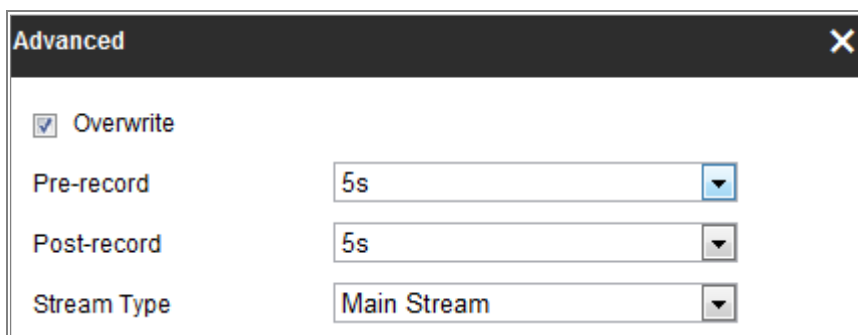 Advanced
Overwrite
Pre-record 5s
Post-record 5s
Stream Type Main Stream